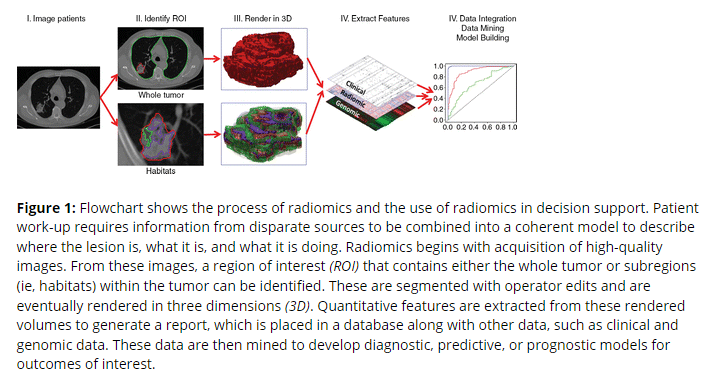 I. Image patients
II. Identify ROI
III. Render in 3D
IV. Extract Features
IV. Data Integration
Data Mining
Model Building
Whole tumor
Habitats
Clinical
Radiomic
Genomic
1.0
0.8
0.6
0.4
0.2
0.0
0.0 0.2 0.4 0.6 0.8 1.0
Figure 1: Flowchart shows the process of radiomics and the use of radiomics in decision support. Patient
work-up requires information from disparate sources to be combined into a coherent model to describe
where the lesion is, what it is, and what it is doing. Radiomics begins with acquisition of high-quality
images. From these images, a region of interest (ROI) that contains either the whole tumor or subregions
(ie, habitats) within the tumor can be identified. These are segmented with operator edits and are
eventually rendered in three dimensions (3D). Quantitative features are extracted from these rendered
volumes to generate a report, which is placed in a database along with other data, such as clinical and
genomic data. These data are then mined to develop diagnostic, predictive, or prognostic models for
outcomes of interest.